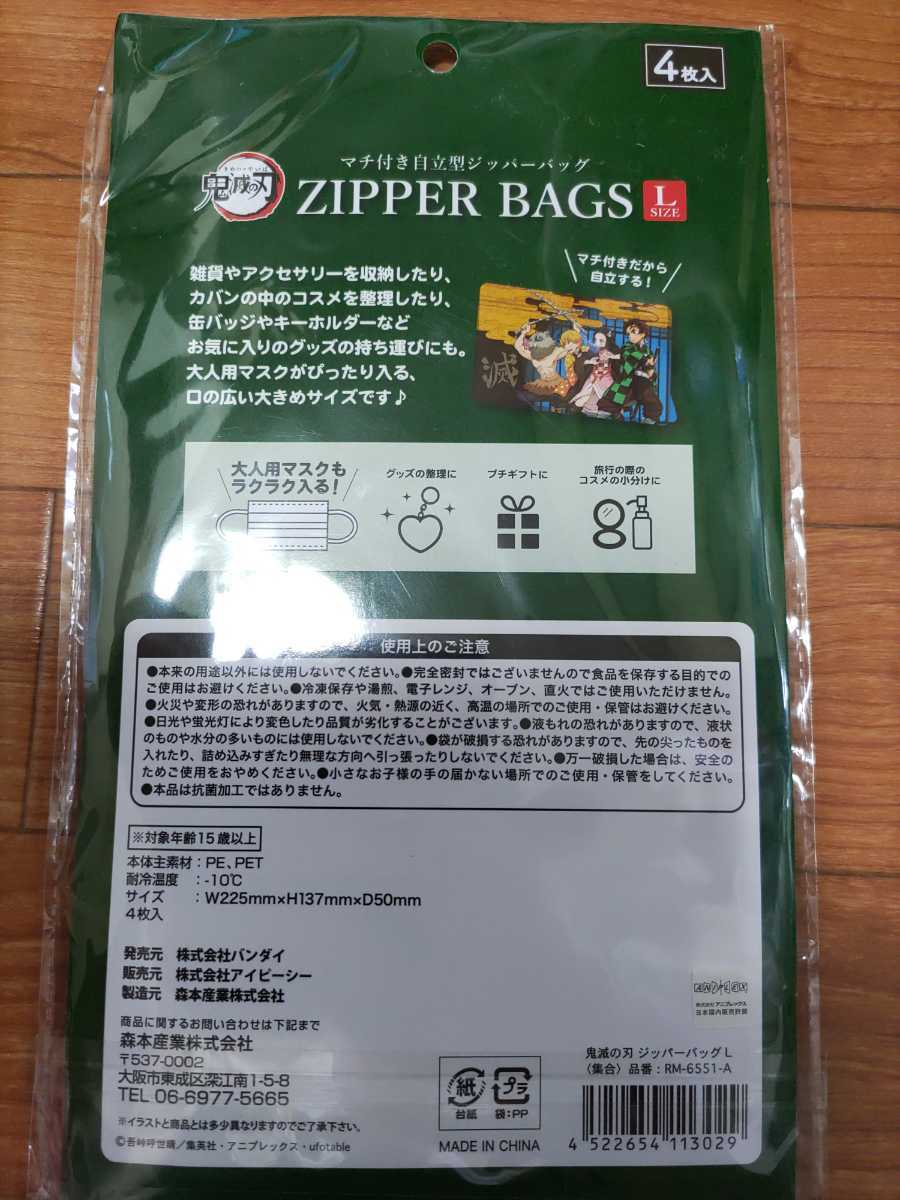 4枚入
マチ付き自立型ジッパーバッグ
鬼滅の刃
ZIPPER BAGS L SIZE
マチ付きだから
自立する！
雑貨やアクセサリーを収納したり、
カバンの中のコスメを整理したり、
缶バッジやキーホルダーなど
お気に入りのグッズの持ち運びにも。
大人用マスクがぴったり入る、
口の広い大きめサイズです♪
滅
大人用マスクも
ラクラク入る！
グッズの整理に
プチギフトに
旅行の際の
コスメの小分けに
使用上のご注意
●本来の用途以外には使用しないでください。●完全密封ではございませんので食品を保存する目的での
ご使用はお避けください。●冷凍保存や湯煎、電子レンジ、オーブン、直火ではご使用いただけません。
●火災や変形の恐れがありますので、火気・熱源の近く、高温の場所でのご使用・保管はお避けください。
●日光や蛍光灯により変色したり品質が劣化することがございます。●液もれの恐れがありますので、液状
のものや水分の多いものには使用しないでください。●袋が破損する恐れがありますので、先の尖ったものを
入れたり、詰め込みすぎたり無理な方向へ引っ張ったりしないでください。●万一破損した場合は、安全の
ためご使用をおやめください。●小さなお子様の手の届かない場所でのご使用・保管をしてください。
●本品は抗菌加工ではありません。
※対象年齢15歳以上
本体主素材：PE、PET
耐冷温度　：-10℃
サイズ　：W225mm×H137mm×D50mm
4枚入
発売元　株式会社バンダイ
販売元　株式会社アイピーシー
製造元　森本産業株式会社
株式会社 アニプレックス
日本国内販売許諾
商品に関するお問い合わせは下記まで
森本産業株式会社
〒537-0002
大阪市東成区深江南1-5-8
TEL 06-6977-5665
※イラストと商品とは多少異なりますのでご了承下さい。
©吾峠呼世晴／集英社・アニプレックス・ufotable
紙
台紙
プラ
袋：PP
MADE IN CHINA
鬼滅の刃 ジッパーバッグ L
〈集合〉品番：RM-6551-A
4 522654 113029